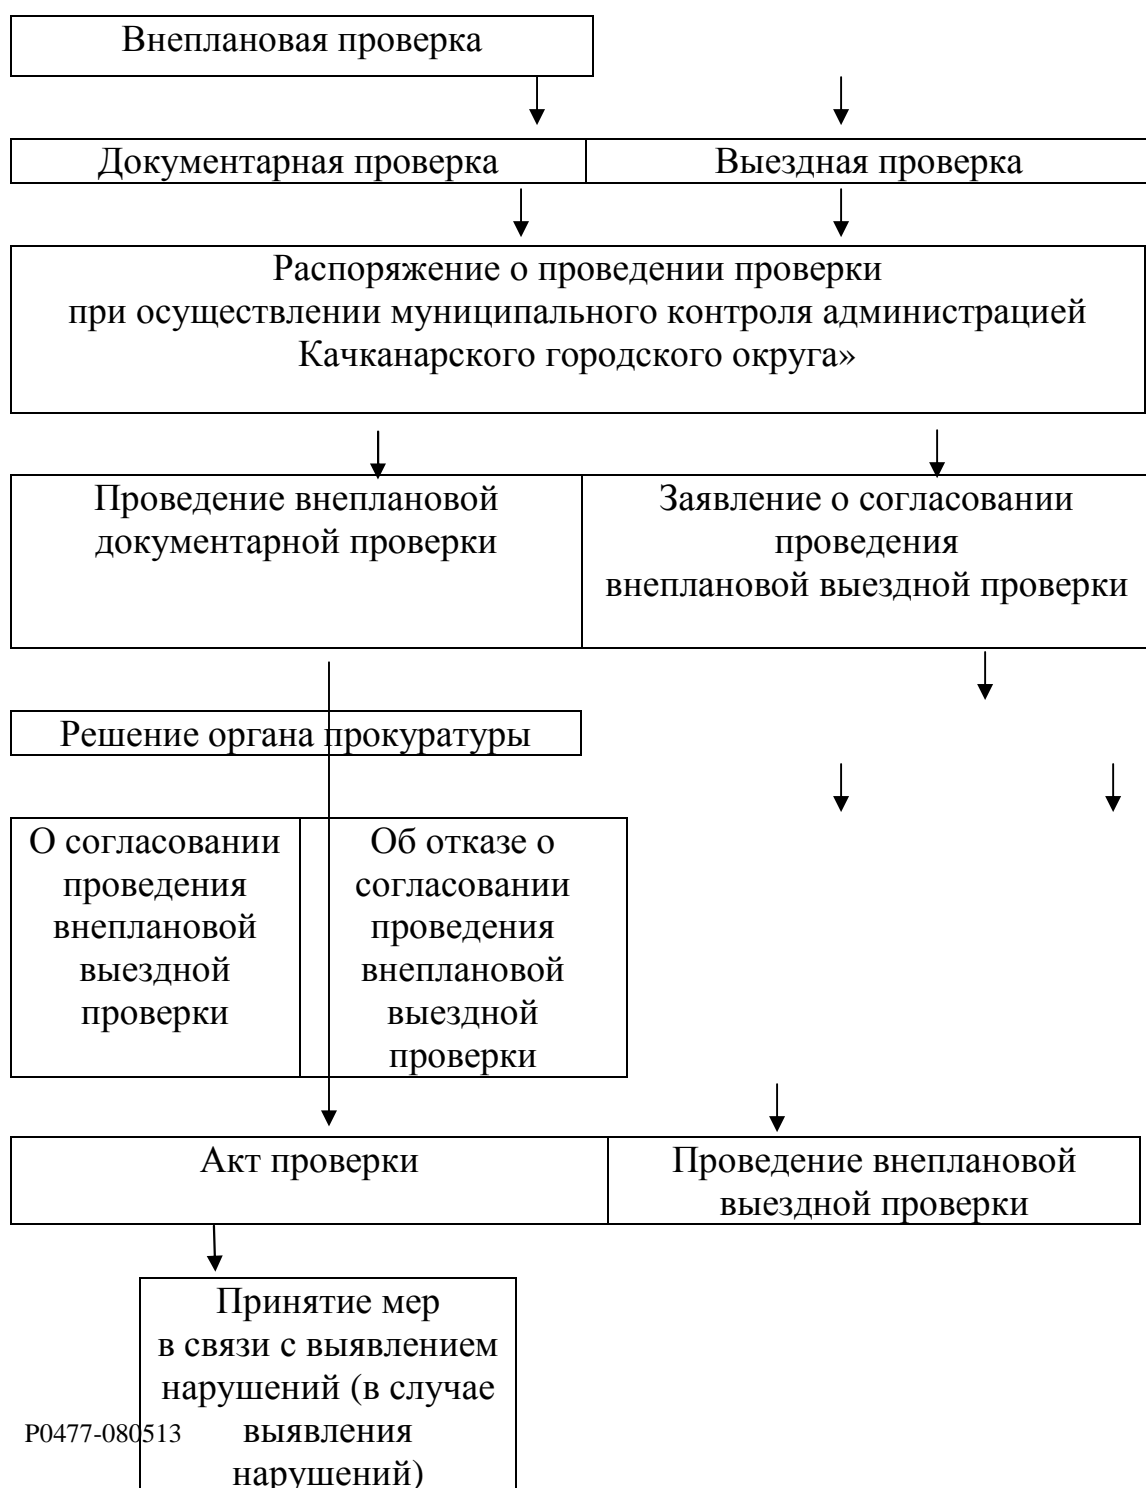 Внеплановая проверка
Документарная проверка
Выездная проверка
Распоряжение о проведении проверки
при осуществлении муниципального контроля администрацией
Качканарского городского округа»
Проведение внеплановой
документарной проверки
Заявление о согласовании
проведения
внеплановой выездной проверки
Решение органа прокуратуры
О согласовании
проведения
внеплановой
выездной
проверки
Об отказе о
согласовании
проведения
внеплановой
выездной
проверки
Акт проверки
Проведение внеплановой
выездной проверки
Принятие мер
в связи с выявлением
нарушений (в случае
выявления
нарушений)
Р0477-080513